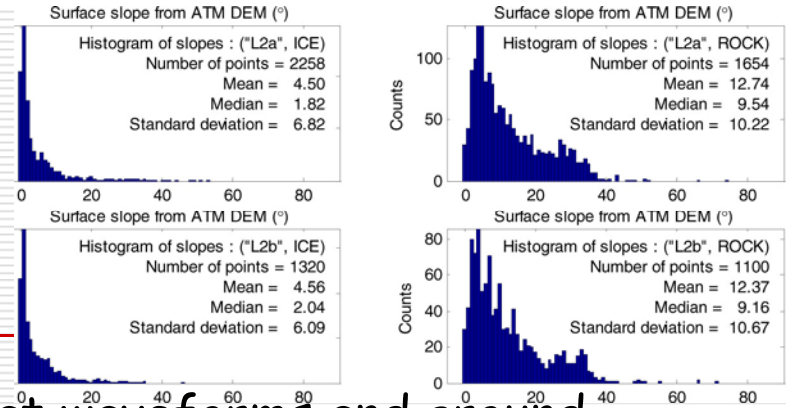 Surface slope from ATM DEM (°)
Histogram of slopes : ("L2a", ICE)
Number of points = 2258
Mean = 4.50
Median = 1.82
Standard deviation = 6.82
0 20 40 60 80
Surface slope from ATM DEM (°)
Counts
100
50
0
Histogram of slopes : ("L2a", ROCK)
Number of points = 1654
Mean = 12.74
Median = 9.54
Standard deviation = 10.22
0 20 40 60 80
Surface slope from ATM DEM (°)
Histogram of slopes : ("L2b", ICE)
Number of points = 1320
Mean = 4.56
Median = 2.04
Standard deviation = 6.09
0 20 40 60 80
Surface slope from ATM DEM (°)
Counts
80
60
40
20
0
Histogram of slopes : ("L2b", ROCK)
Number of points = 1100
Mean = 12.37
Median = 9.16
Standard deviation = 10.67
0 20 40 60 80
waveforms and around